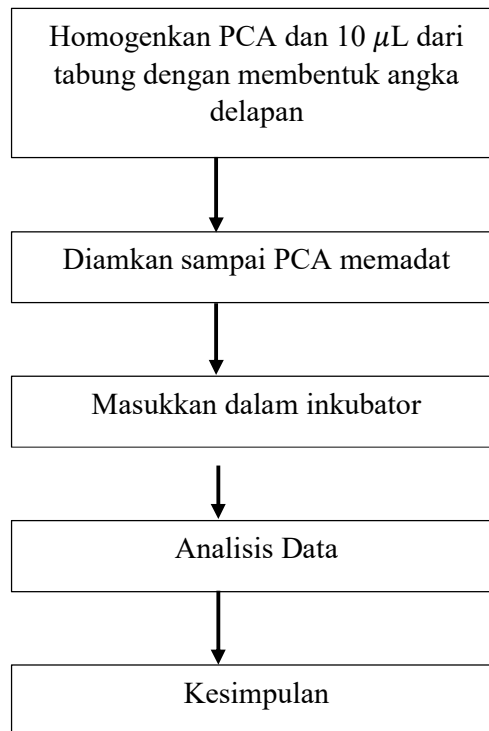 Homogenkan PCA dan 10 𝜇L dari
tabung dengan membentuk angka
delapan
Diamkan sampai PCA memadat
Masukkan dalam inkubator
Analisis Data
Kesimpulan